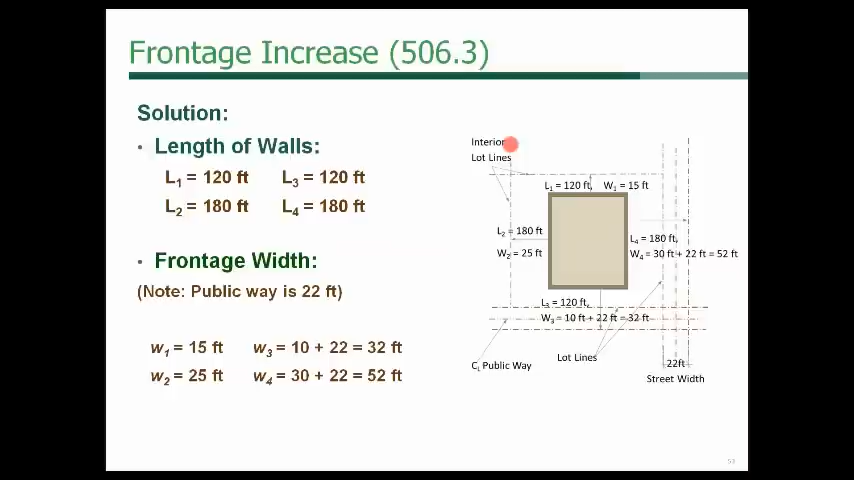 Frontage Increase (506.3)
Solution:
• Length of Walls:
L1 = 120 ft L3 = 120 ft
L2 = 180 ft L4 = 180 ft
• Frontage Width:
(Note: Public way is 22 ft)
w1 = 15 ft w3 = 10 + 22 = 32 ft
w2 = 25 ft w4 = 30 + 22 = 52 ft
Interior
Lot Lines
L1 = 120 ft, W1 = 15 ft
L2 = 180 ft
W2 = 25 ft
L4 = 180 ft,
W4 = 30 ft + 22 ft = 52 ft
L3 = 120 ft,
W3 = 10 ft + 22 ft = 32 ft
CL Public Way
Lot Lines
22ft
Street Width